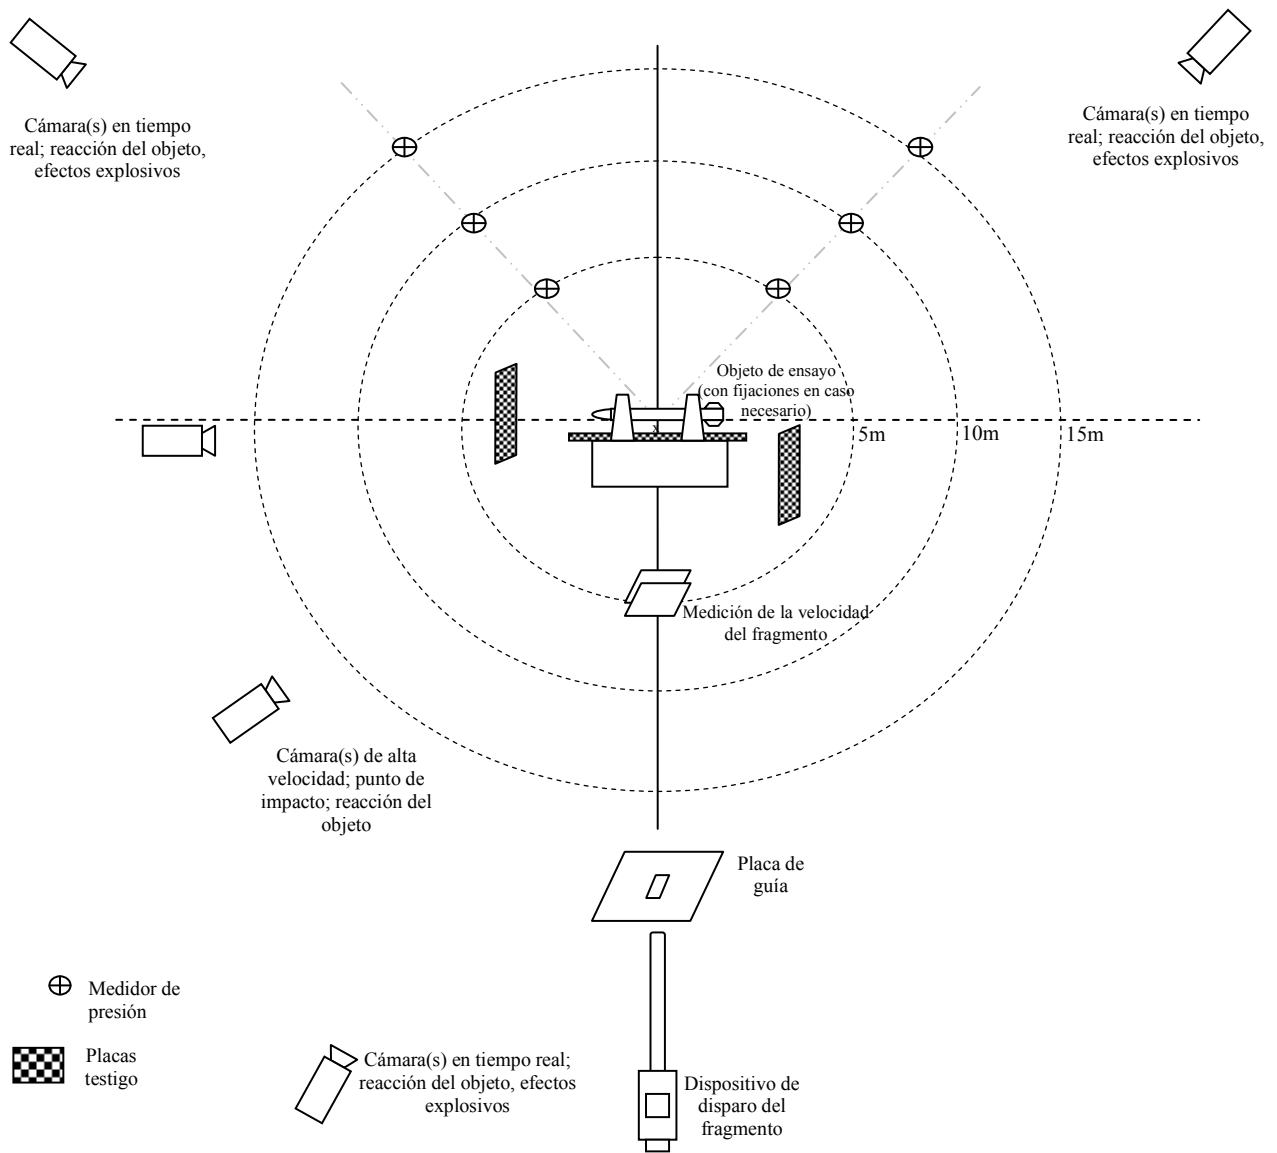 Cámara(s) en tiempo
real; reacción del objeto,
efectos explosivos
Cámara(s) en tiempo
real; reacción del objeto,
efectos explosivos
Objeto de ensayo
(con fijaciones en caso
necesario)
x
5m
10m
15m
Medición de la velocidad
del fragmento
Cámara(s) de alta
velocidad; punto de
impacto; reacción del
objeto
Placa de
guía
Medidor de
presión
Placas
testigo
Cámara(s) en tiempo real;
reacción del objeto, efectos
explosivos
Dispositivo de
disparo del
fragmento